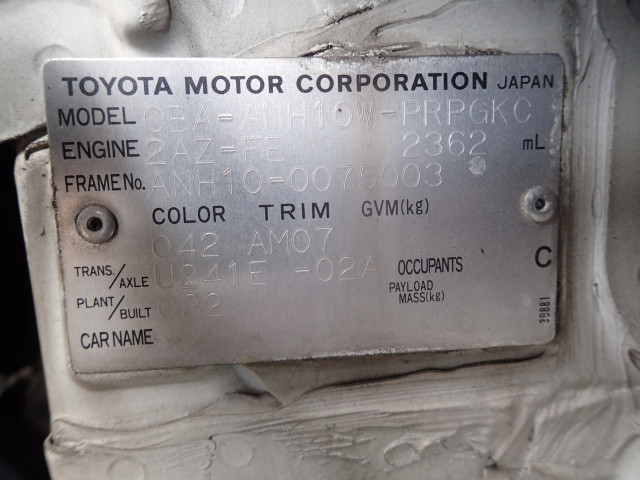 TOYOTA MOTOR CORPORATION JAPAN
MODEL CBA-ANH10W-PRPGKC
ENGINE 2AZ-FE 2362 mL
FRAME No. ANH10-0075003
COLOR TRIM GVM(kg)
042 AM07
TRANS./AXLE U241E -02A OCCUPANTS C
PLANT/BUILT PAYLOAD MASS(kg)
CAR NAME